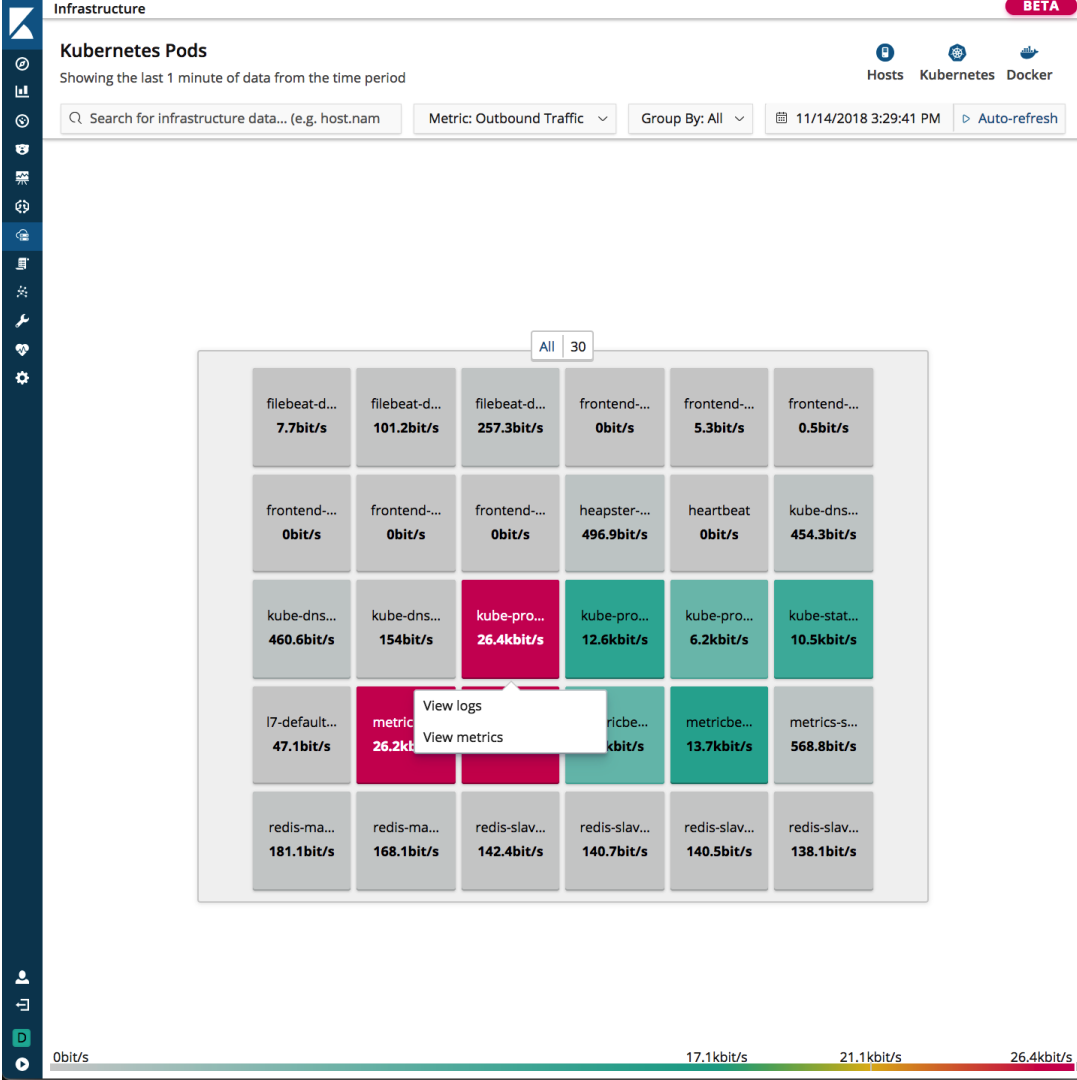 Infrastructure
BETA
Kubernetes Pods
Showing the last 1 minute of data from the time period
Hosts Kubernetes Docker
Search for infrastructure data... (e.g. host.nam
Metric: Outbound Traffic
Group By: All
11/14/2018 3:29:41 PM
Auto-refresh
All 30
filebeat-d... filebeat-d... filebeat-d... frontend-... frontend-... frontend-...
7.7bit/s 101.2bit/s 257.3bit/s 0bit/s 5.3bit/s 0.5bit/s
frontend-... frontend-... frontend-... heapster-... heartbeat kube-dns...
0bit/s 0bit/s 0bit/s 496.9bit/s 0bit/s 454.3bit/s
kube-dns... kube-dns... kube-pro... kube-pro... kube-pro... kube-stat...
460.6bit/s 154bit/s 26.4kbit/s 12.6kbit/s 6.2kbit/s 10.5kbit/s
View logs
View metrics
l7-default... metric ricbe... metricbe... metrics-s...
47.1bit/s 26.2kb kbit/s 13.7kbit/s 568.8bit/s
redis-ma... redis-ma... redis-slav... redis-slav... redis-slav... redis-slav...
181.1bit/s 168.1bit/s 142.4bit/s 140.7bit/s 140.5bit/s 138.1bit/s
D
0bit/s 17.1kbit/s 21.1kbit/s 26.4kbit/s